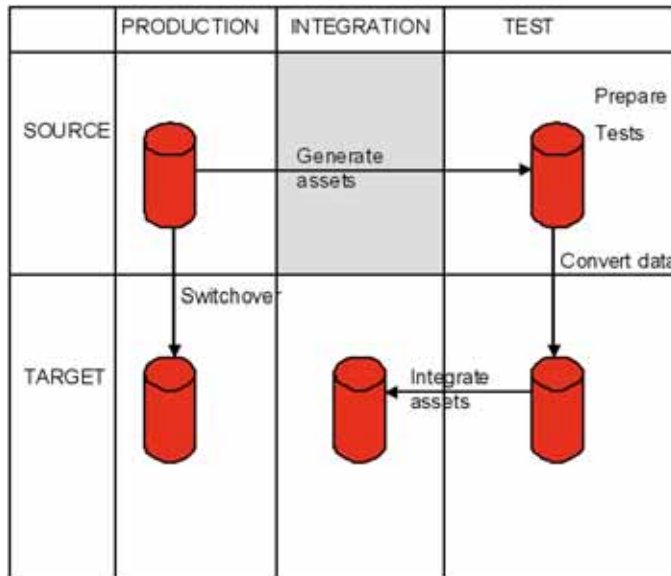 PRODUCTION INTEGRATION TEST
SOURCE
Prepare
Tests
Generate
assets
Convert data
Switchover
TARGET
Integrate
assets